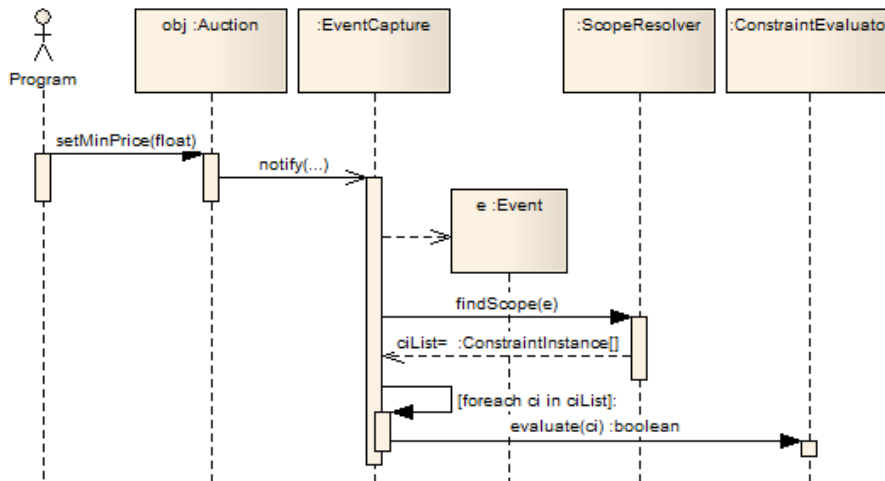 obj :Auction
:EventCapture
:ScopeResolver
:ConstraintEvaluato
Program
setMinPrice(float)
notify(...)
e :Event
findScope(e)
ciList= :ConstraintInstance[]
[foreach ci in ciList]:
evaluate(ci) :boolean